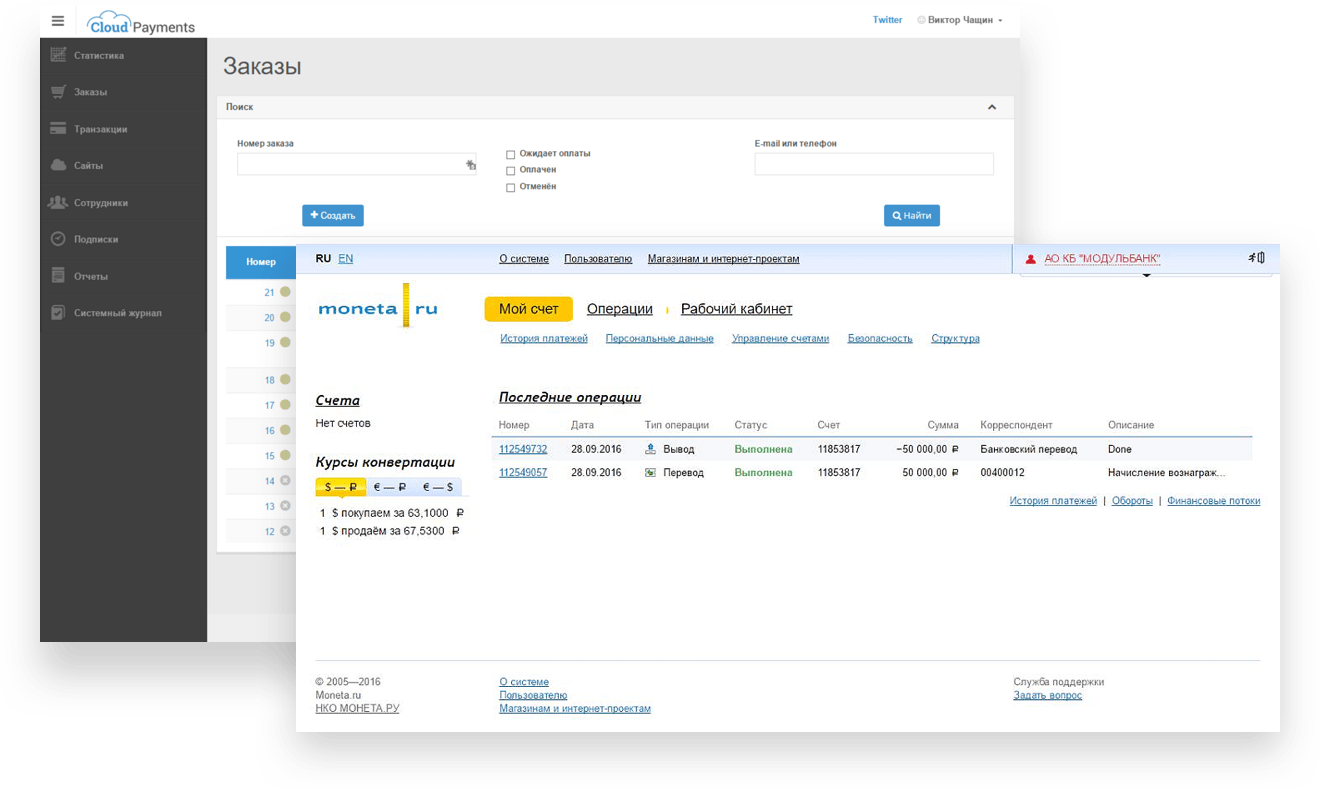 Cloud Payments
Twitter Виктор Чащин
Статистика
Заказы
Транзакции
Сайты
Сотрудники
Подписки
Отчеты
Системный журнал
Заказы
Поиск
Номер заказа
Ожидает оплаты
Оплачен
Отменён
E-mail или телефон
Создать
Найти
Номер
21
20
19
18
17
16
15
14
13
12
RU EN
О системе Пользователю Магазинам и интернет-проектам
АО КБ "МОДУЛЬБАНК"
moneta ru
Мой счет Операции Рабочий кабинет
История платежей Персональные данные Управление счетами Безопасность Структура
Счета
Нет счетов
Курсы конвертации
$ — ₽ € — ₽ € — $
1 $ покупаем за 63,1000 ₽
1 $ продаём за 67,5300 ₽
Последние операции
Номер Дата Тип операции Статус Счет Сумма Корреспондент Описание
112549732 28.09.2016 Вывод Выполнена 11853817 −50 000,00 ₽ Банковский перевод Done
112549057 28.09.2016 Перевод Выполнена 11853817 50 000,00 ₽ 00400012 Начисление вознаграж...
История платежей | Обороты | Финансовые потоки
© 2005—2016
Moneta.ru
НКО МОНЕТА.РУ
О системе
Пользователю
Магазинам и интернет-проектам
Служба поддержки
Задать вопрос